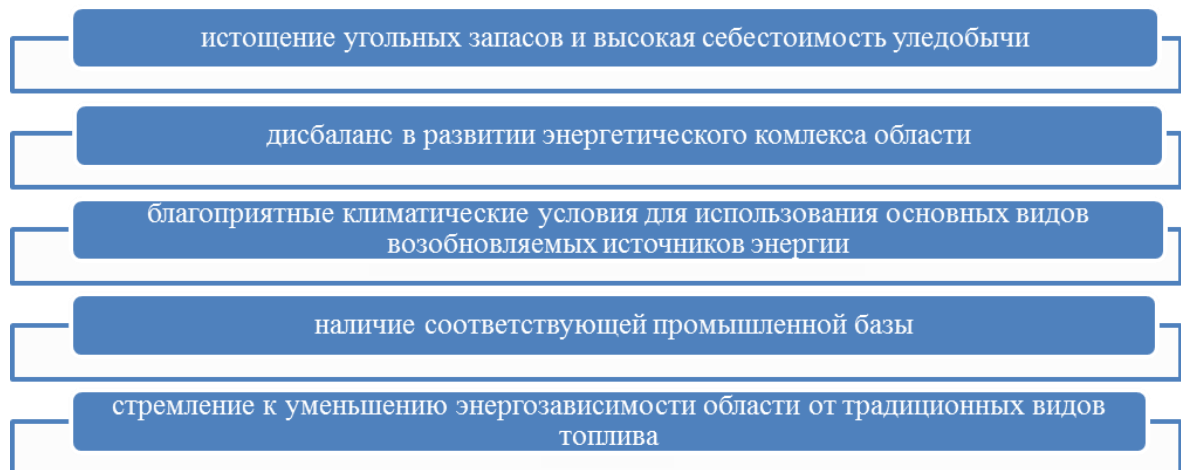 истощение угольных запасов и высокая себестоимость уледобычи
дисбаланс в развитии энергетического комлекса области
благоприятные климатические условия для использования основных видов
возобновляемых источников энергии
наличие соответствующей промышленной базы
стремление к уменьшению энергозависимости области от традиционных видов
топлива